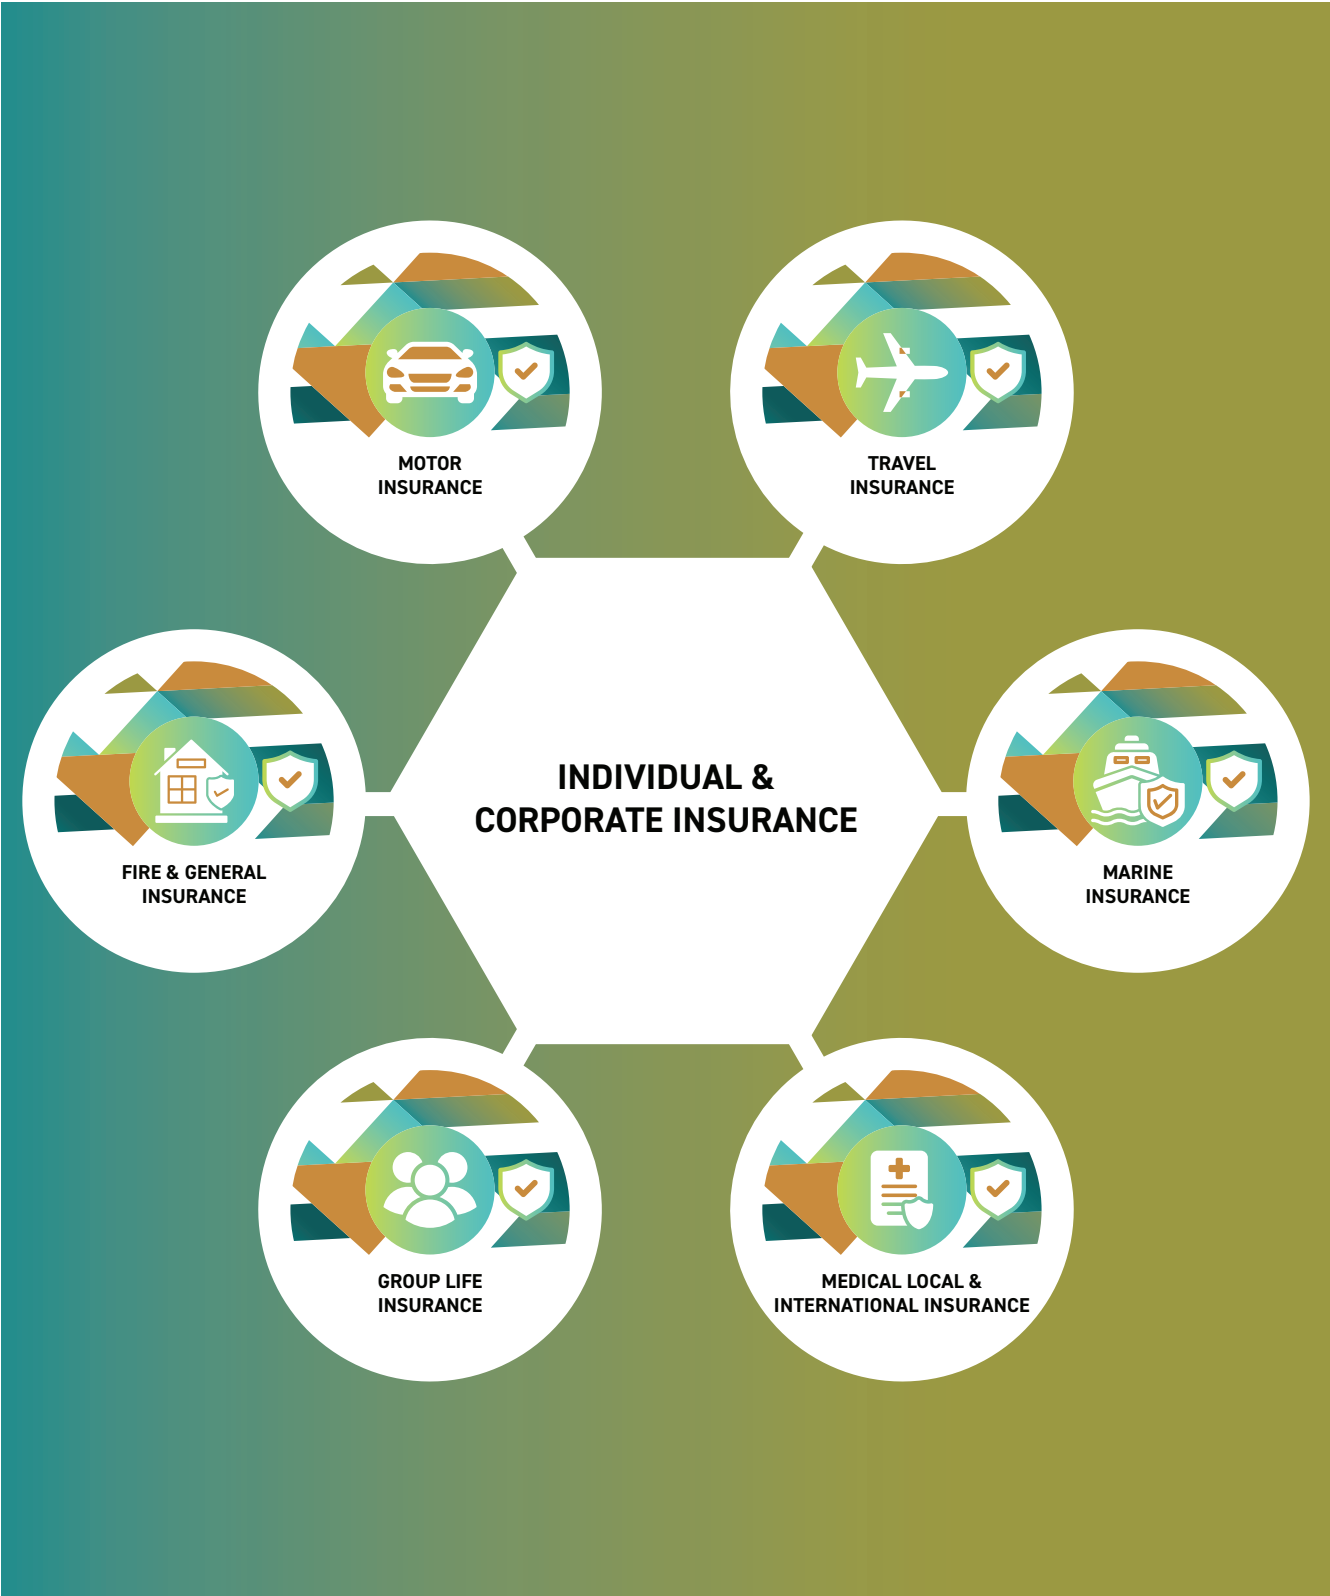 MOTOR
INSURANCE
TRAVEL
INSURANCE
FIRE & GENERAL
INSURANCE
INDIVIDUAL &
CORPORATE INSURANCE
MARINE
INSURANCE
GROUP LIFE
INSURANCE
MEDICAL LOCAL &
INTERNATIONAL INSURANCE